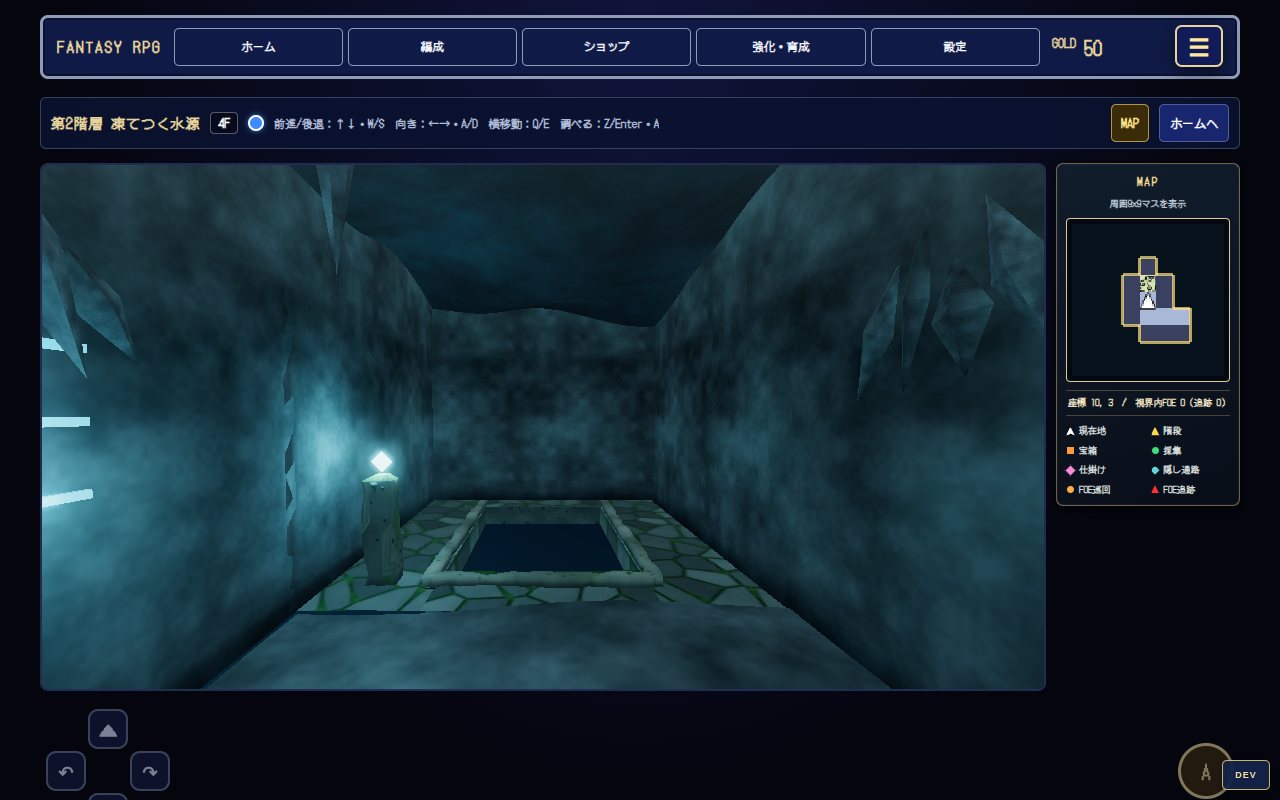 FANTASY RPG
ホーム
編成
ショップ
強化・育成
設定
GOLD 50
第2階層 凍てつく水源
4F
前進/後退：↑↓・W/S 向き：←→・A/D 横移動：Q/E 調べる：Z/Enter・A
MAP
ホームへ
MAP
周囲9x9マスを表示
座標 10, 3 / 視界内FOE 0（追跡 0）
現在地
階段
宝箱
採集
仕掛け
隠し通路
FOE巡回
FOE追跡
A
DEV